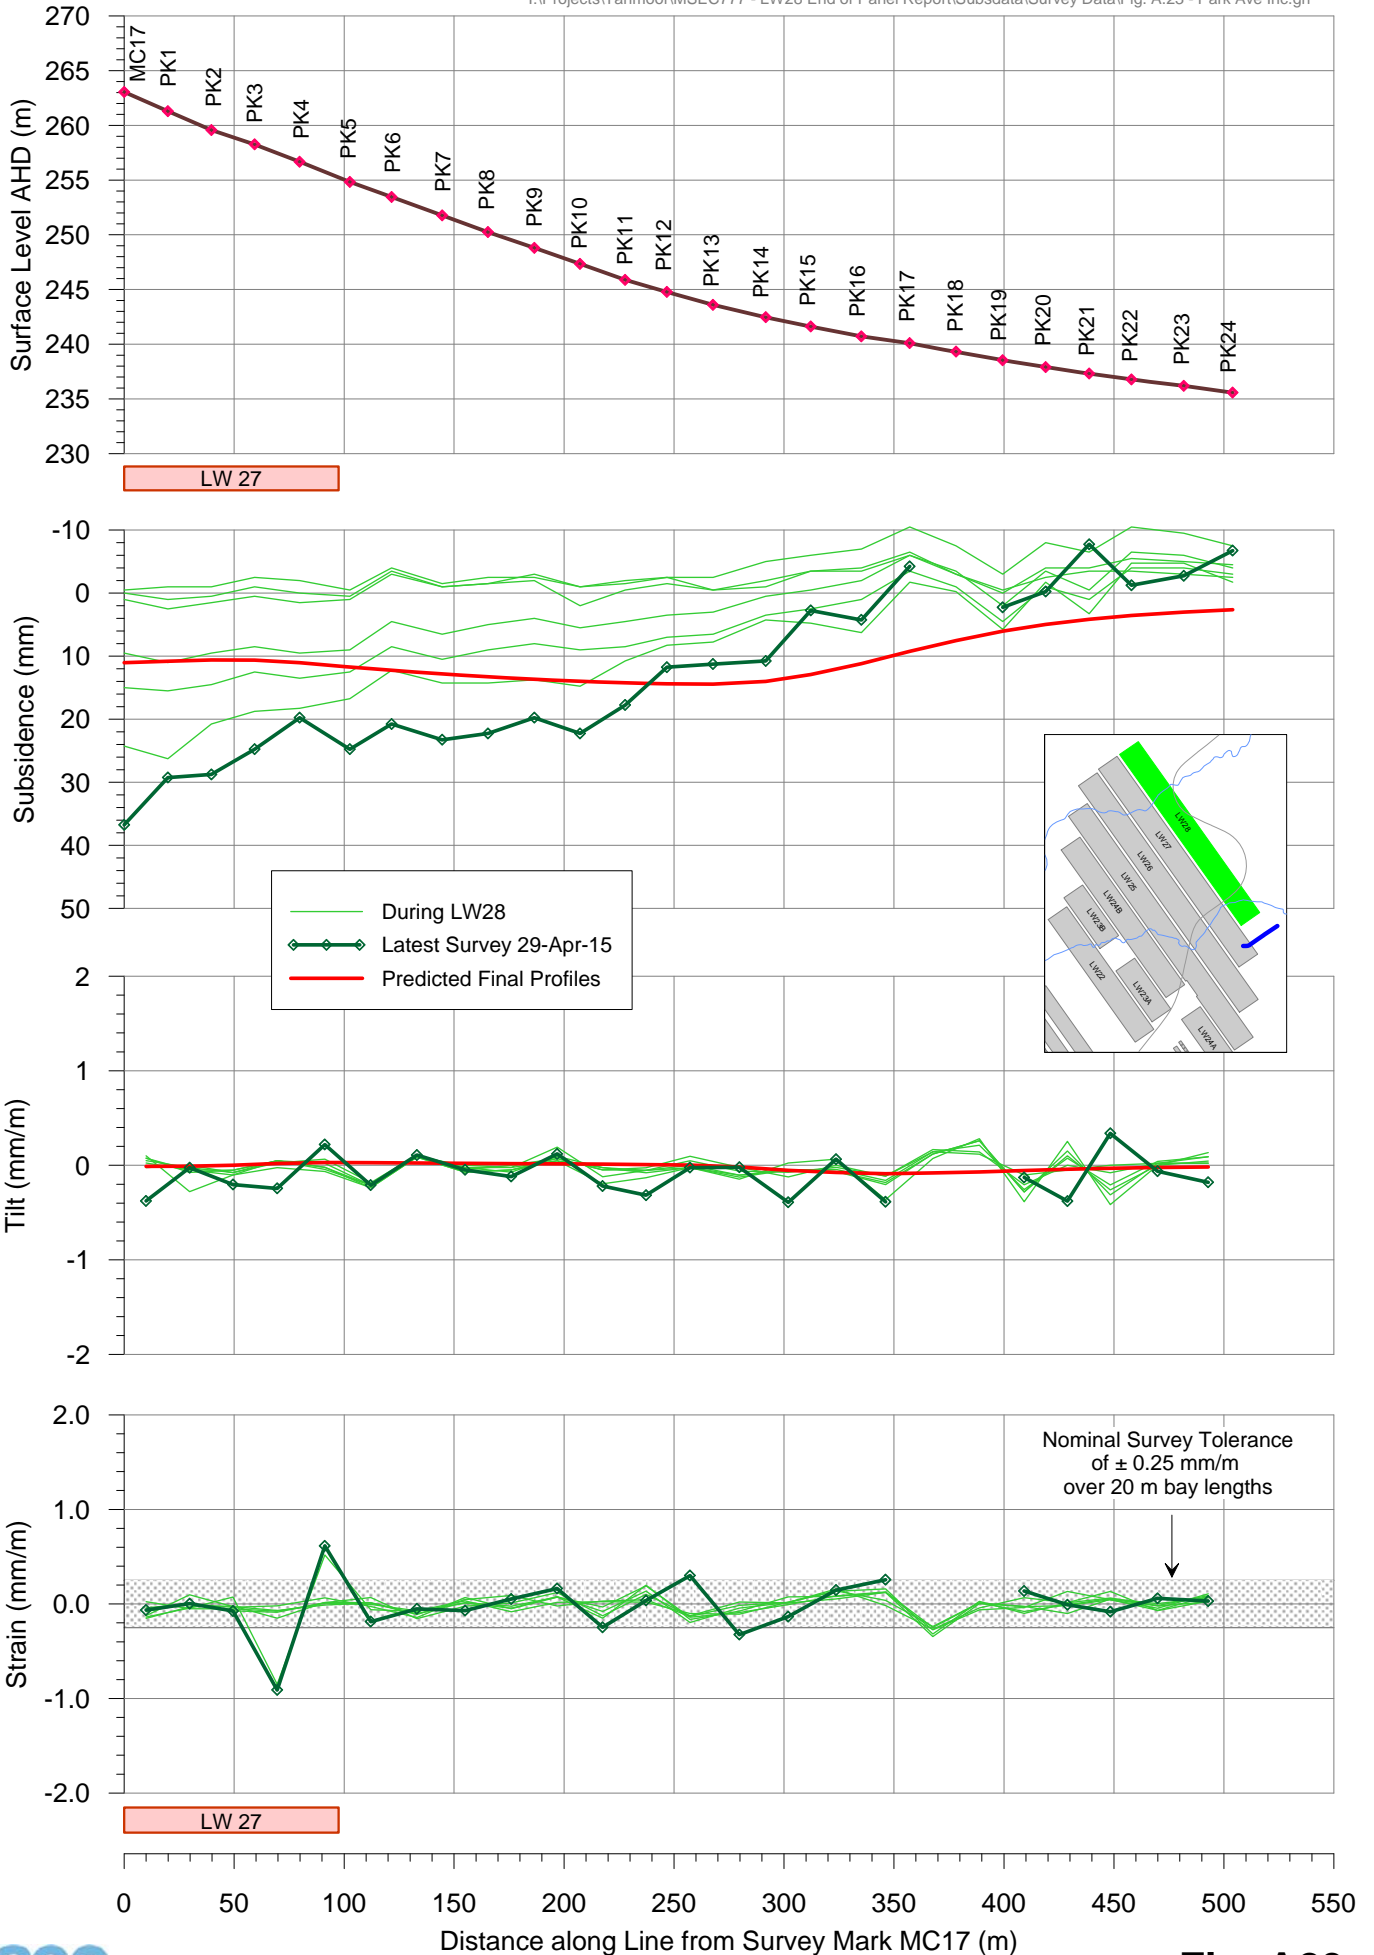 270
265
260
255
250
245
240
235
230
Surface Level AHD (m)
MC17
PK1
PK2
PK3
PK4
PK5
PK6
PK7
PK8
PK9
PK10
PK11
PK12
PK13
PK14
PK15
PK16
PK17
PK18
PK19
PK20
PK21
PK22
PK23
PK24
LW 27
-10
0
10
20
30
40
50
Subsidence (mm)
During LW28
Latest Survey 29-Apr-15
Predicted Final Profiles
LW28
LW27
LW26
LW25
LW24B
LW23B
LW22
LW23A
LW24A
2
1
0
-1
-2
Tilt (mm/m)
2.0
1.0
0.0
-1.0
-2.0
Strain (mm/m)
Nominal Survey Tolerance
of ± 0.25 mm/m
over 20 m bay lengths
LW 27
0 50 100 150 200 250 300 350 400 450 500 550
Distance along Line from Survey Mark MC17 (m)